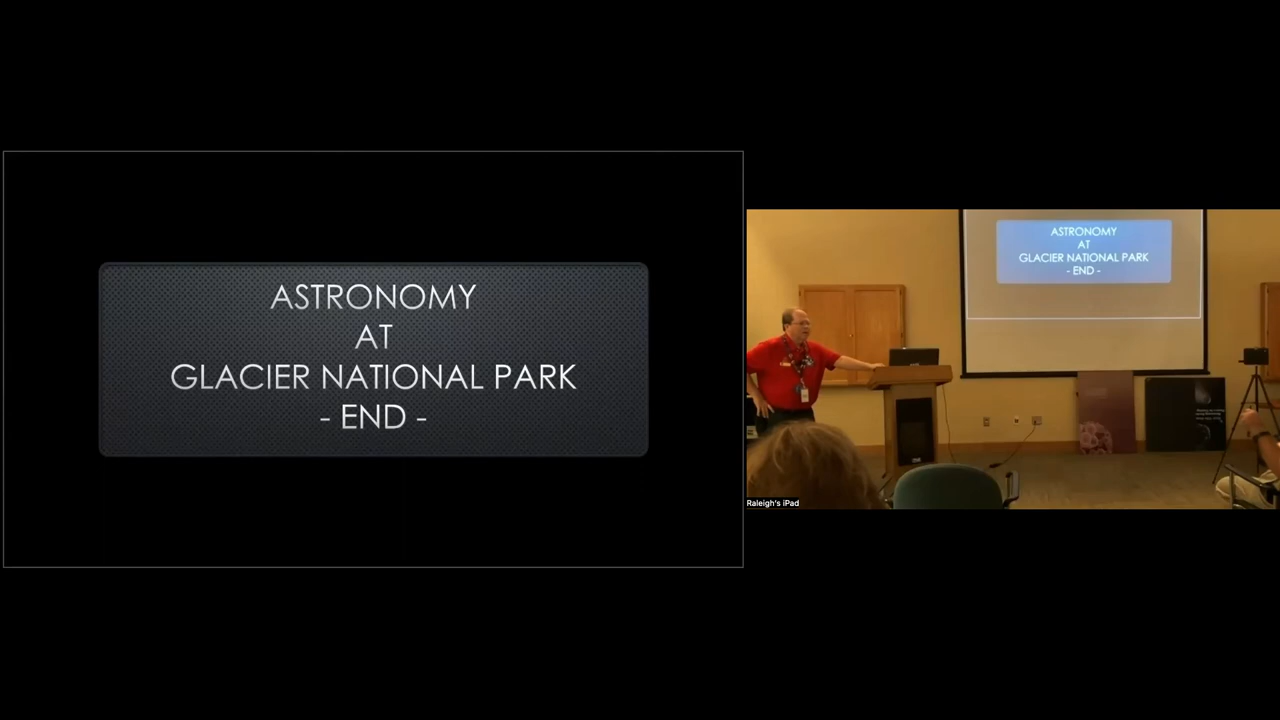 ASTRONOMY
AT
GLACIER NATIONAL PARK
- END -
ASTRONOMY
AT
GLACIER NATIONAL PARK
- END -
Raleigh's iPad